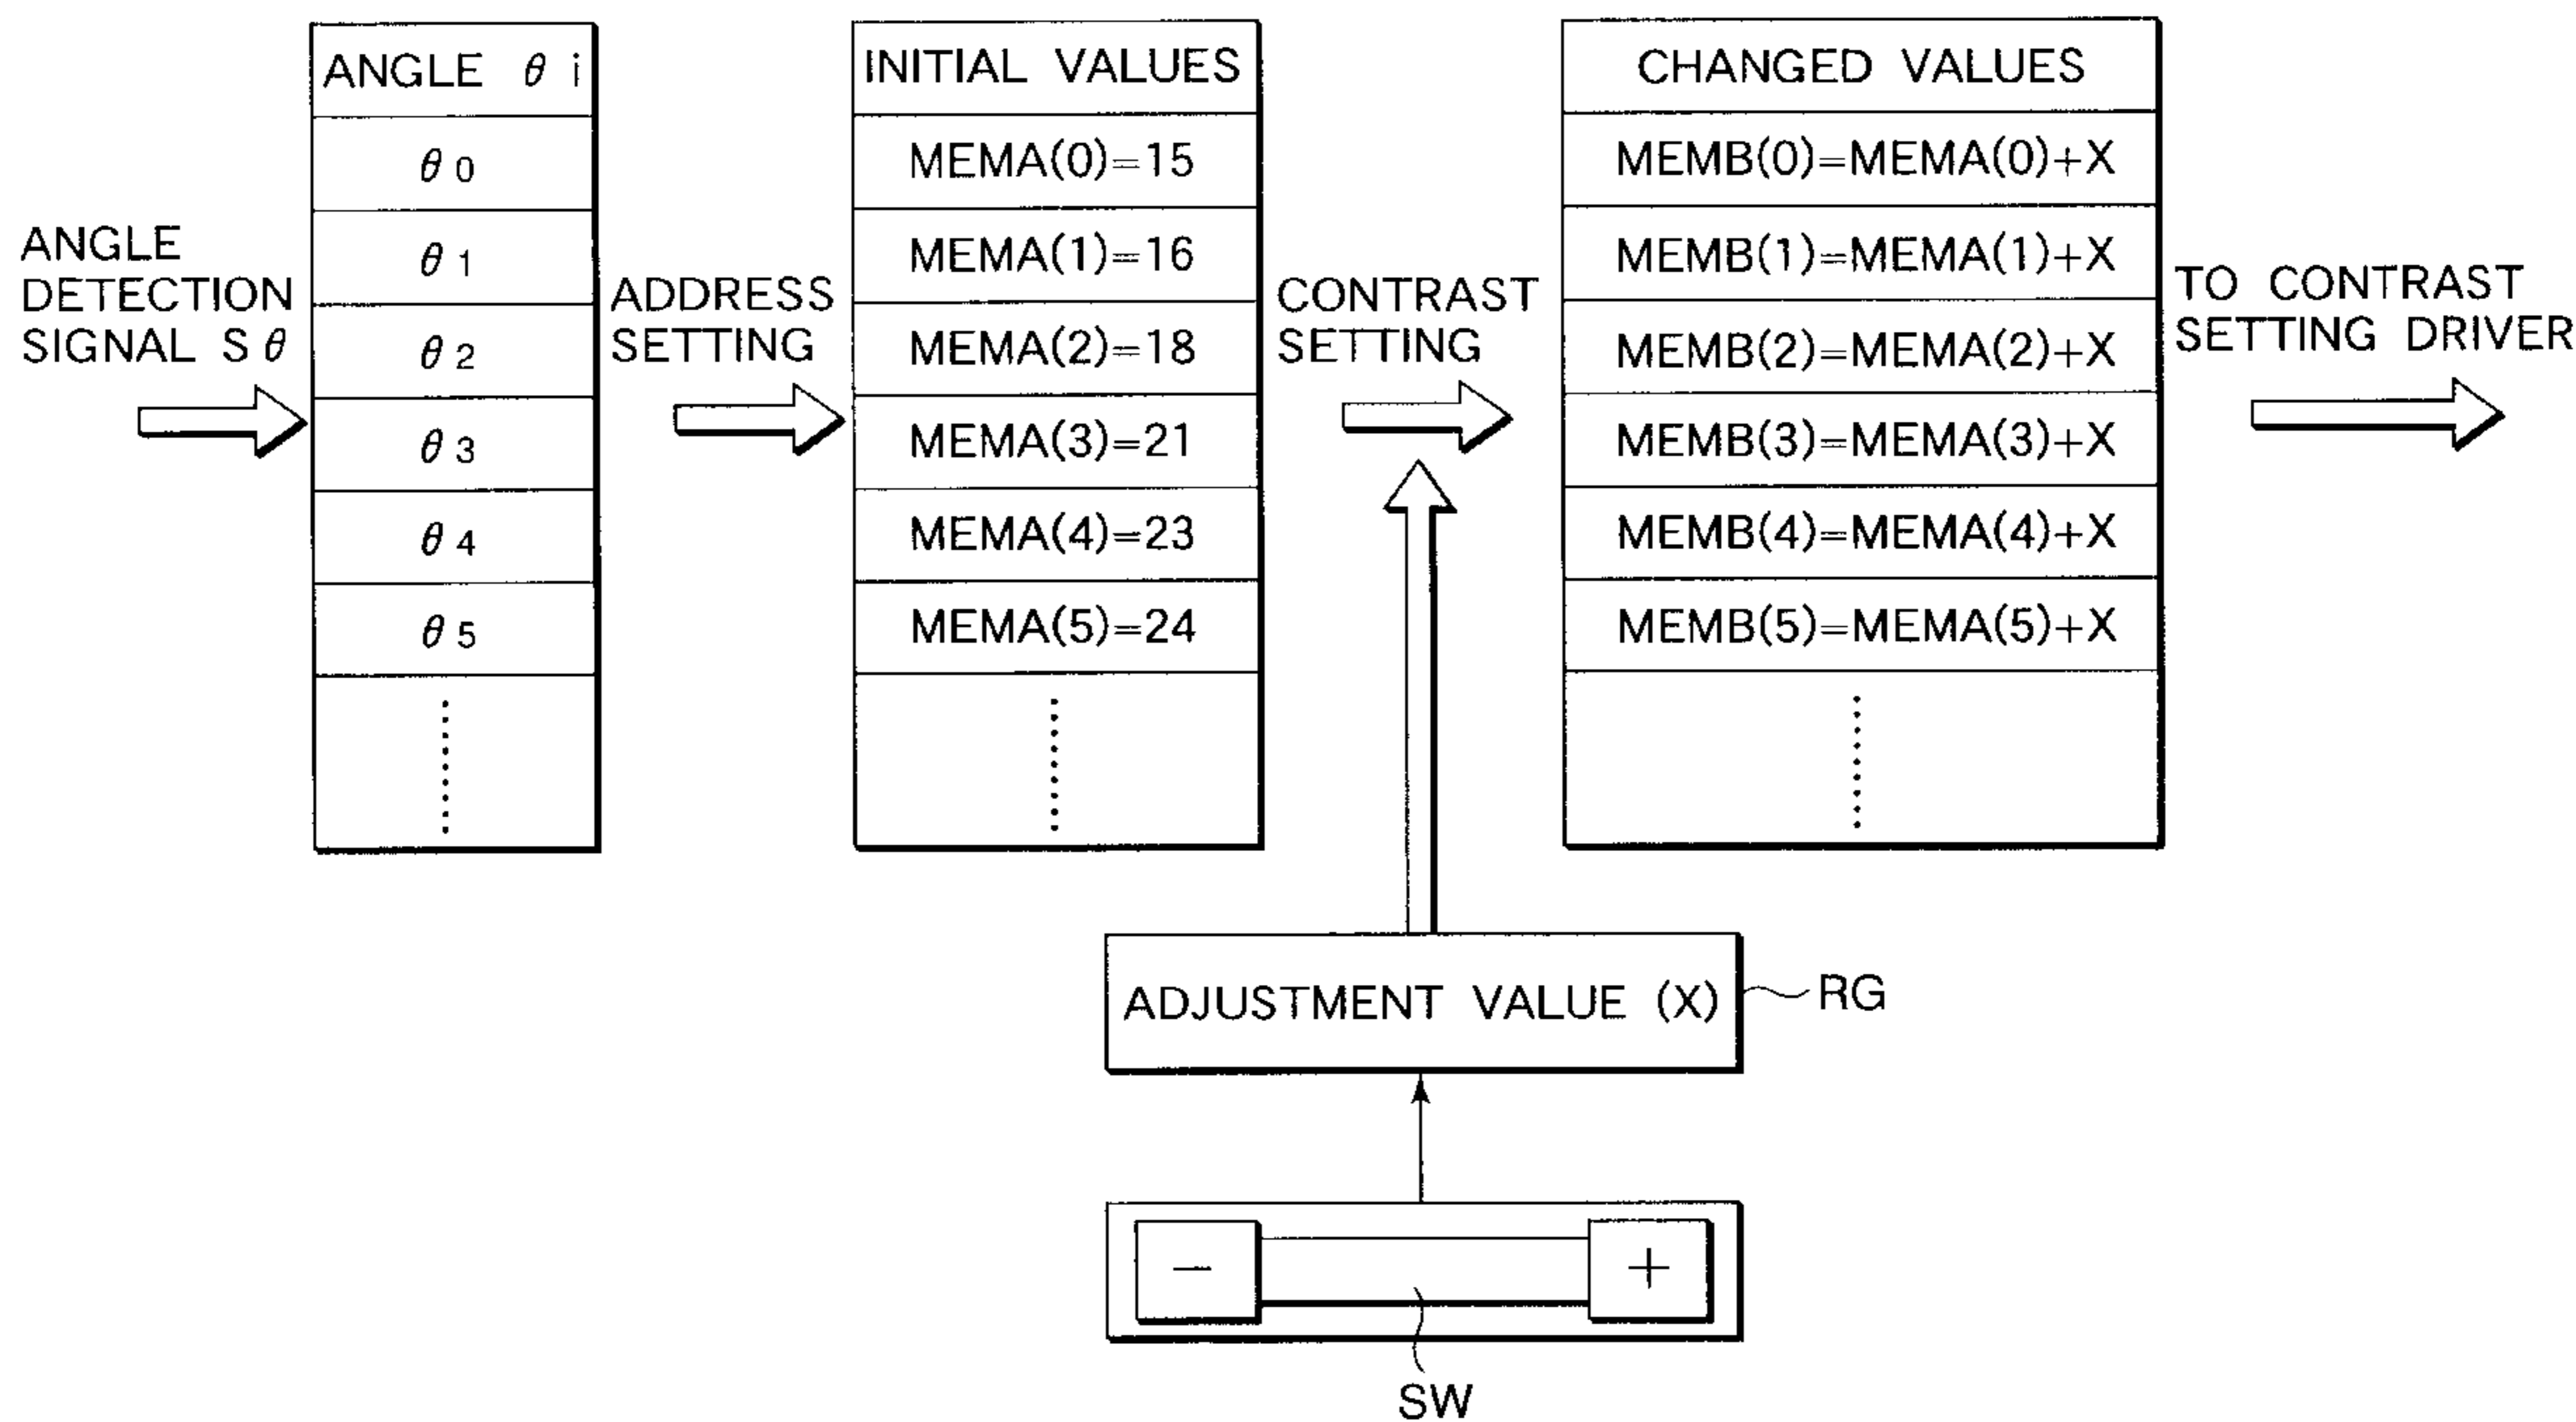 ANGLE
DETECTION
SIGNAL S θ
ANGLE θ i
θ 0
θ 1
θ 2
θ 3
θ 4
θ 5
ADDRESS
SETTING
INITIAL VALUES
MEMA(0)=15
MEMA(1)=16
MEMA(2)=18
MEMA(3)=21
MEMA(4)=23
MEMA(5)=24
CONTRAST
SETTING
CHANGED VALUES
MEMB(0)=MEMA(0)+X
MEMB(1)=MEMA(1)+X
MEMB(2)=MEMA(2)+X
MEMB(3)=MEMA(3)+X
MEMB(4)=MEMA(4)+X
MEMB(5)=MEMA(5)+X
TO CONTRAST
SETTING DRIVER
ADJUSTMENT VALUE (X)
RG
− +
SW